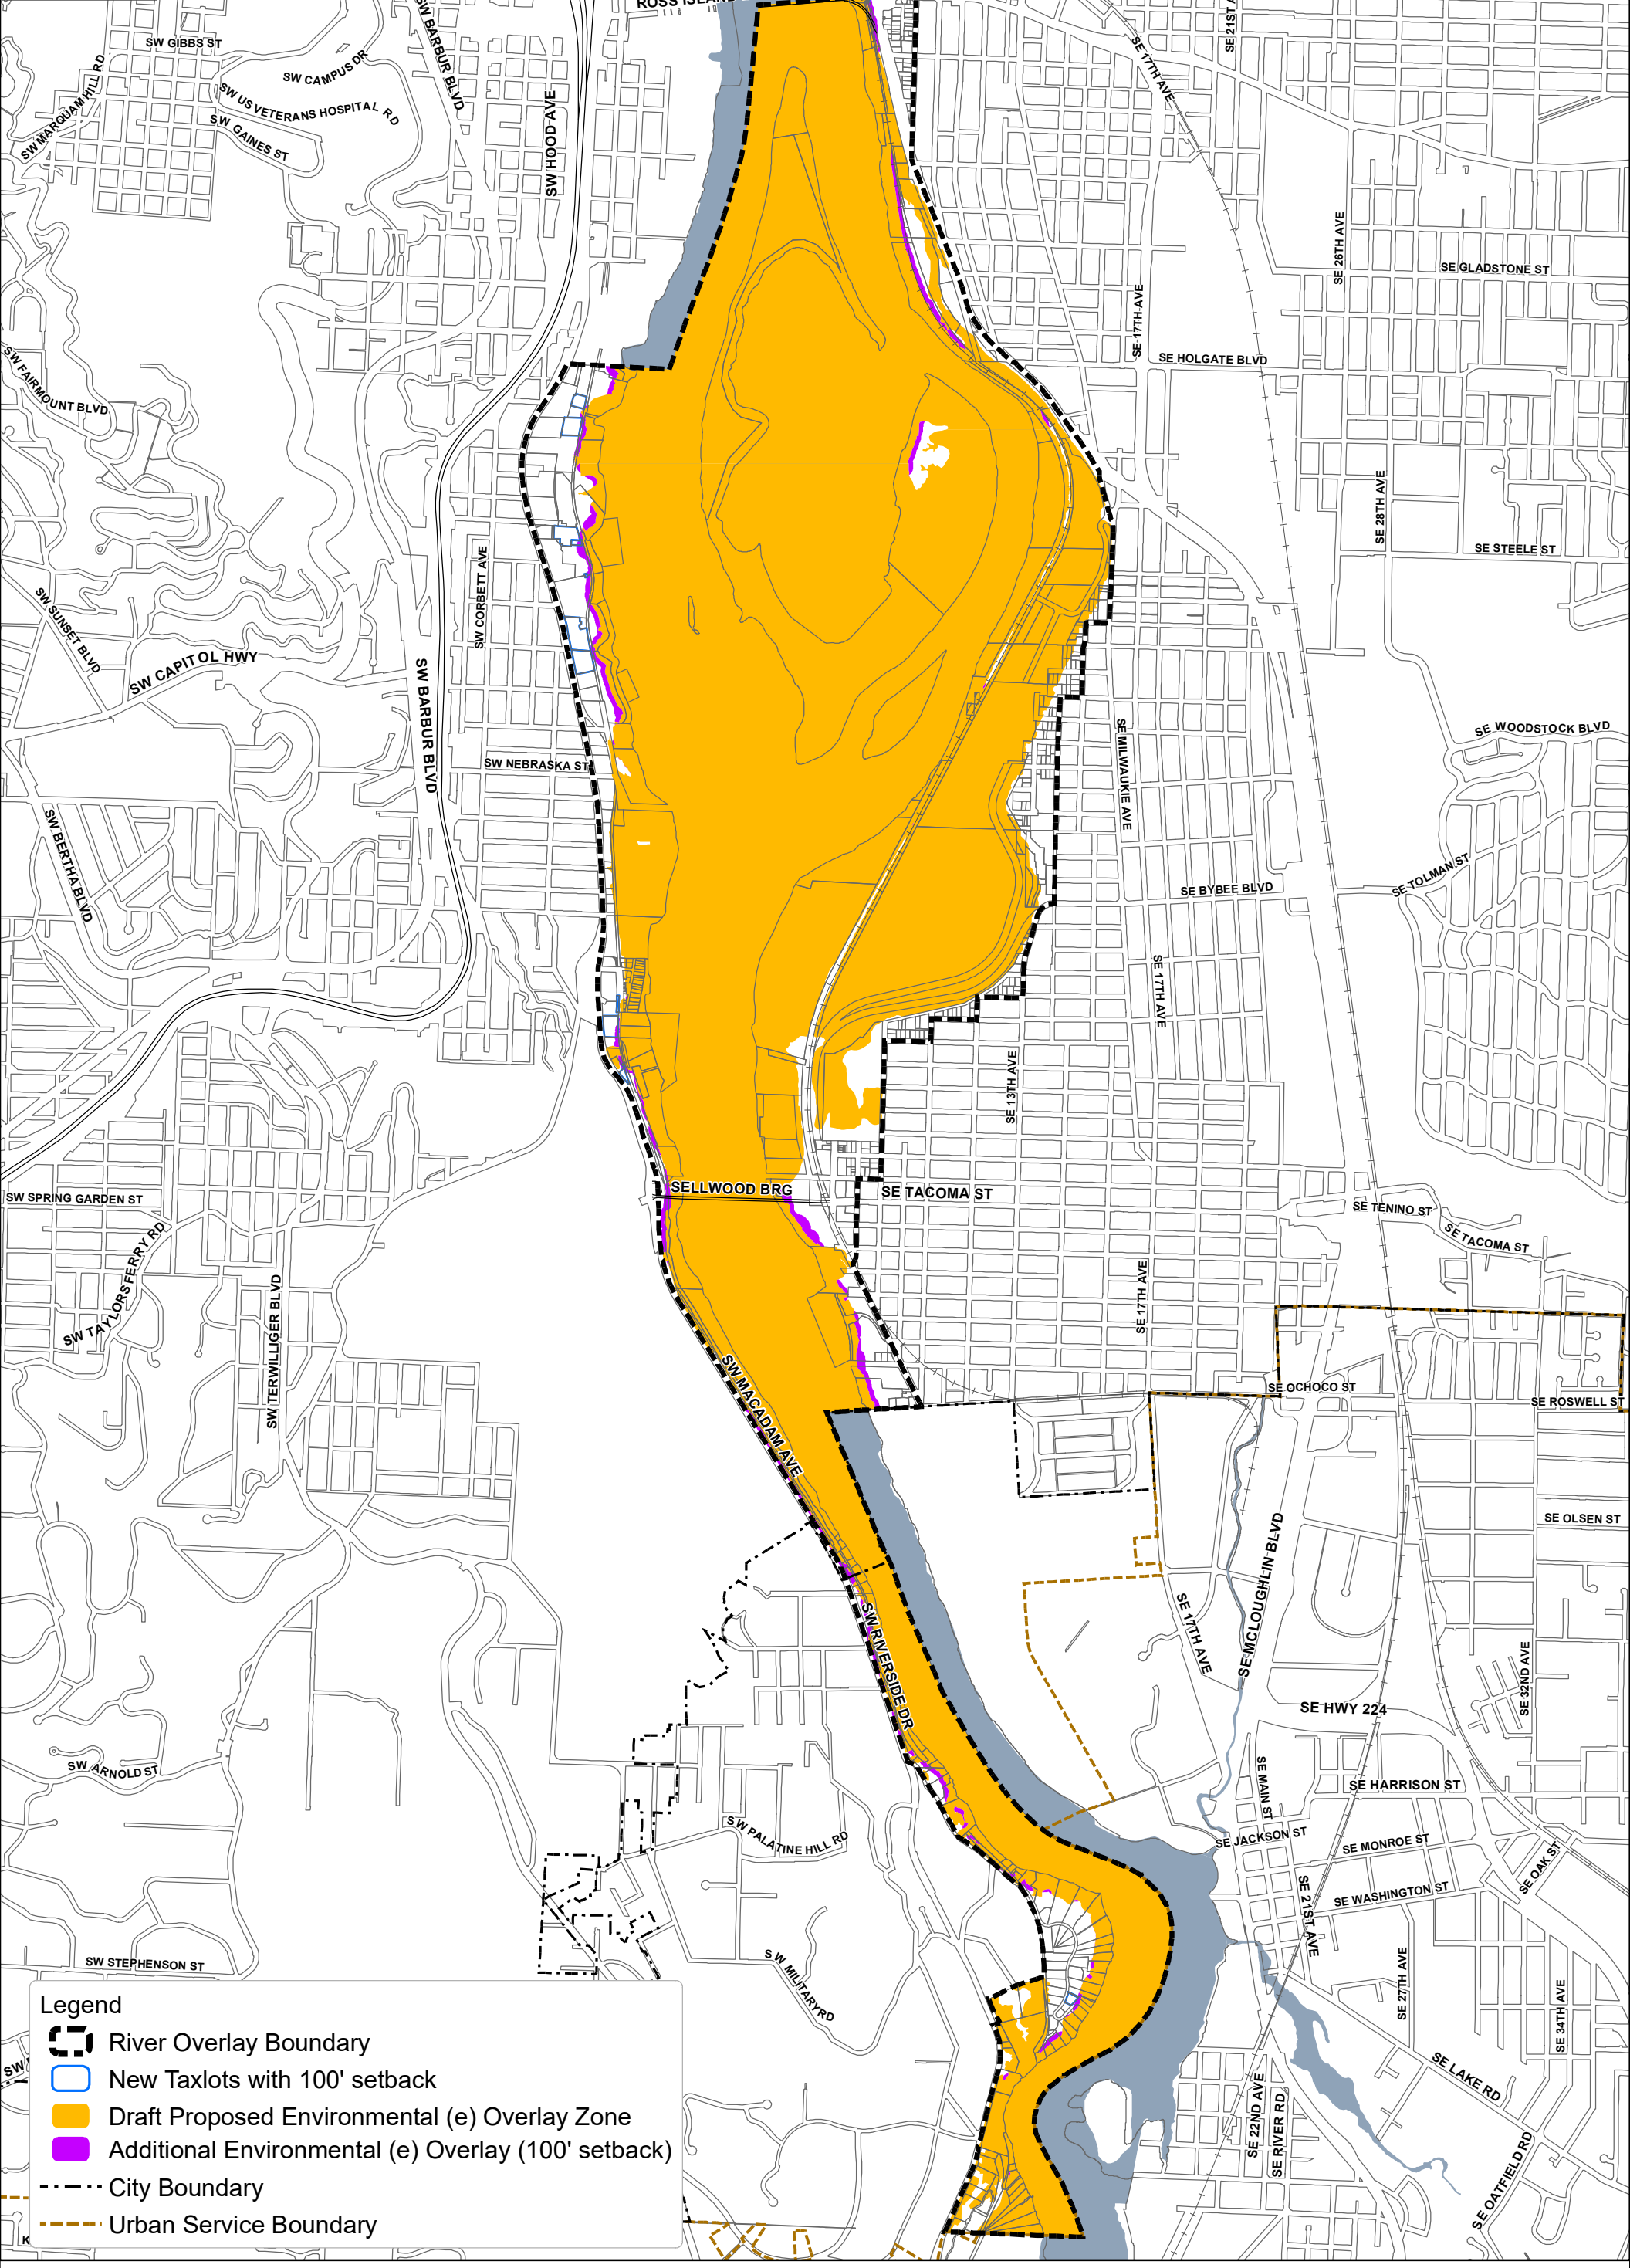 ROSS ISLAND
SW GIBBS ST
SW CAMPUS DR
SW BARBUR BLVD
SW MARQUAM HILL RD
SW US VETERANS HOSPITAL RD
SW GAINES ST
SW HOOD AVE
SE 17TH AVE
SE 21ST A
SE 26TH AVE
SE GLADSTONE ST
SE 17TH AVE
SE HOLGATE BLVD
SW FAIRMOUNT BLVD
SE 28TH AVE
SE STEELE ST
SW CORBETT AVE
SW SUNSET BLVD
SW CAPITOL HWY
SW BARBUR BLVD
SE MILWAUKIE AVE
SE WOODSTOCK BLVD
SW NEBRASKA ST
SW BERTHA BLVD
SE BYBEE BLVD
SE TOLMAN ST
SE 17TH AVE
SE 13TH AVE
SELLWOOD BRG
SE TACOMA ST
SW SPRING GARDEN ST
SE TENINO ST
SE TACOMA ST
SW TAYLORS FERRY RD
SW TERWILLIGER BLVD
SE 17TH AVE
SW MACADAM AVE
SE OCHOCO ST
SE ROSWELL ST
SE OLSEN ST
SE MCLOUGHLIN BLVD
SE 17TH AVE
SW RIVERSIDE DR
SE 32ND AVE
SE HWY 224
SW ARNOLD ST
SE MAIN ST
SE HARRISON ST
SW PALATINE HILL RD
SE JACKSON ST
SE MONROE ST
SE OAK ST
SE WASHINGTON ST
SE 21ST AVE
SW STEPHENSON ST
SW MILITARY RD
SE 27TH AVE
SE 34TH AVE
SE LAKE RD
SE 22ND AVE
SE RIVER RD
SE OATFIELD RD
SW
K
Legend
River Overlay Boundary
New Taxlots with 100' setback
Draft Proposed Environmental (e) Overlay Zone
Additional Environmental (e) Overlay (100' setback)
City Boundary
Urban Service Boundary